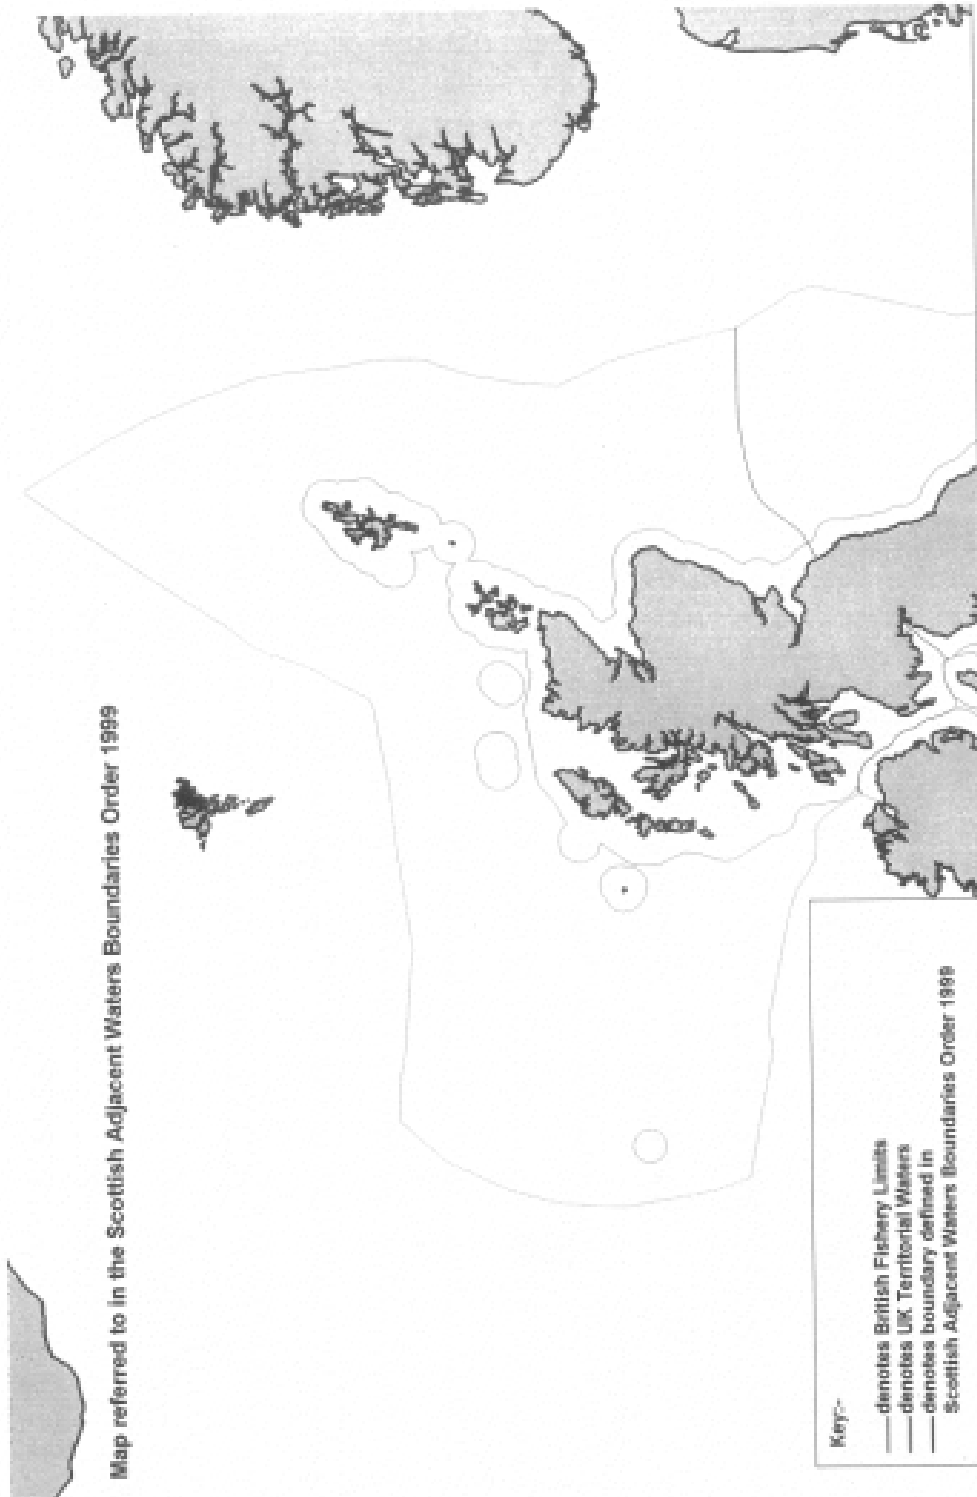 Map referred to in the Scottish Adjacent Waters Boundaries Order 1999
Key:-
denotes British Fishery Limits
denotes UK Territorial Waters
denotes boundary defined in
Scottish Adjacent Waters Boundaries Order 1999